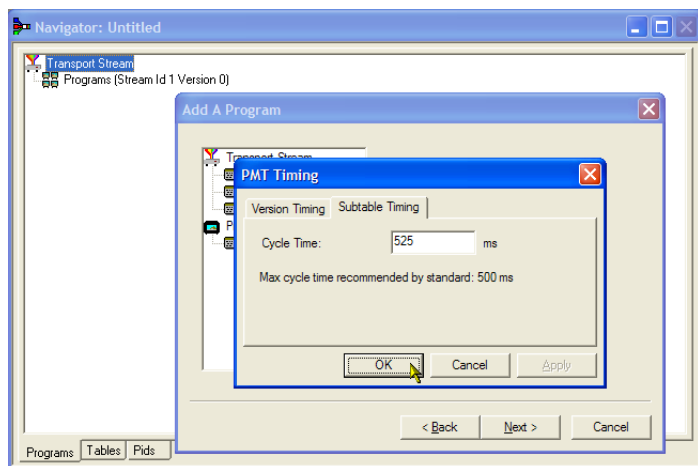 Navigator: Untitled
Transport Stream
Programs (Stream Id 1 Version 0)
Add A Program
Transport Stream
PMT Timing
Version Timing
Subtable Timing
P
Cycle Time:
525
ms
Max cycle time recommended by standard: 500 ms
OK
Cancel
Apply
< Back
Next >
Cancel
Programs
Tables
Pids